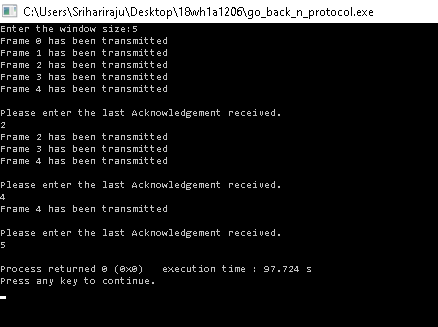 C:\Users\Srihariraju\Desktop\18wh1a1206\go_back_n_protocol.exe
Enter the window size:5
Frame 0 has been transmitted
Frame 1 has been transmitted
Frame 2 has been transmitted
Frame 3 has been transmitted
Frame 4 has been transmitted
Please enter the last Acknowledgement received.
2
Frame 2 has been transmitted
Frame 3 has been transmitted
Frame 4 has been transmitted
Please enter the last Acknowledgement received.
4
Frame 4 has been transmitted
Please enter the last Acknowledgement received.
5
Process returned 0 (0x0)   execution time : 97.724 s
Press any key to continue.